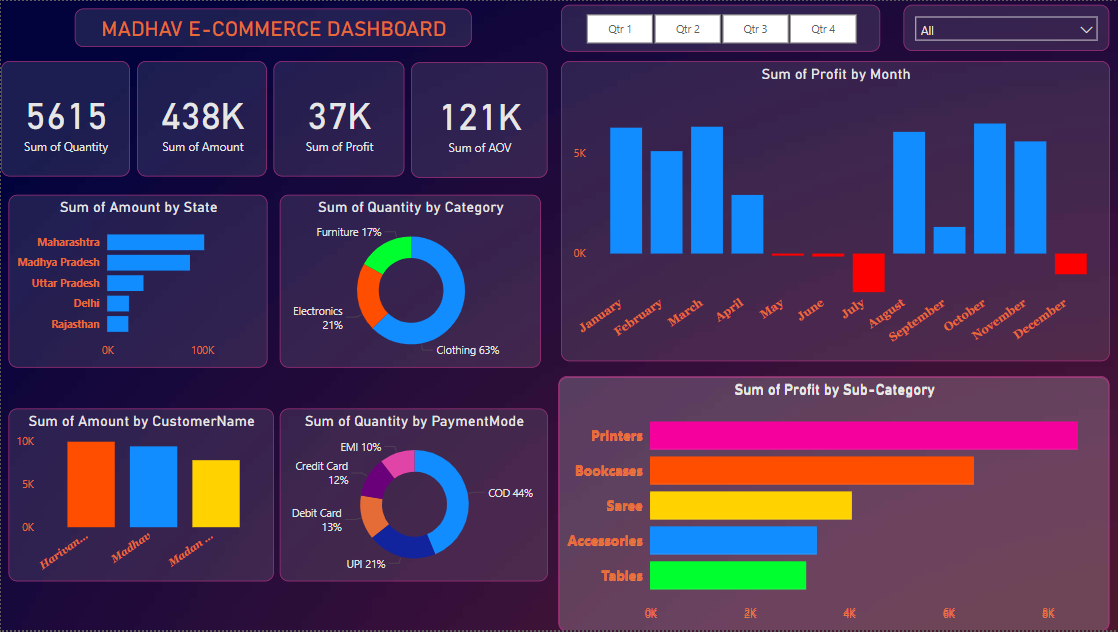 MADHAV E-COMMERCE DASHBOARD
Qtr 1
Qtr 2
Qtr 3
Qtr 4
All
5615
Sum of Quantity
438K
Sum of Amount
37K
Sum of Profit
121K
Sum of AOV
Sum of Profit by Month
5K
0K
January
February
March
April
May
June
July
August
September
October
November
December
Sum of Amount by State
Maharashtra
Madhya Pradesh
Uttar Pradesh
Delhi
Rajasthan
0K
100K
Sum of Quantity by Category
Furniture 17%
Electronics
21%
Clothing 63%
Sum of Amount by CustomerName
10K
5K
0K
Harivan...
Madhav
Madan ...
Sum of Quantity by PaymentMode
EMI 10%
Credit Card
12%
COD 44%
Debit Card
13%
UPI 21%
Sum of Profit by Sub-Category
Printers
Bookcases
Saree
Accessories
Tables
0K
2K
4K
6K
8K